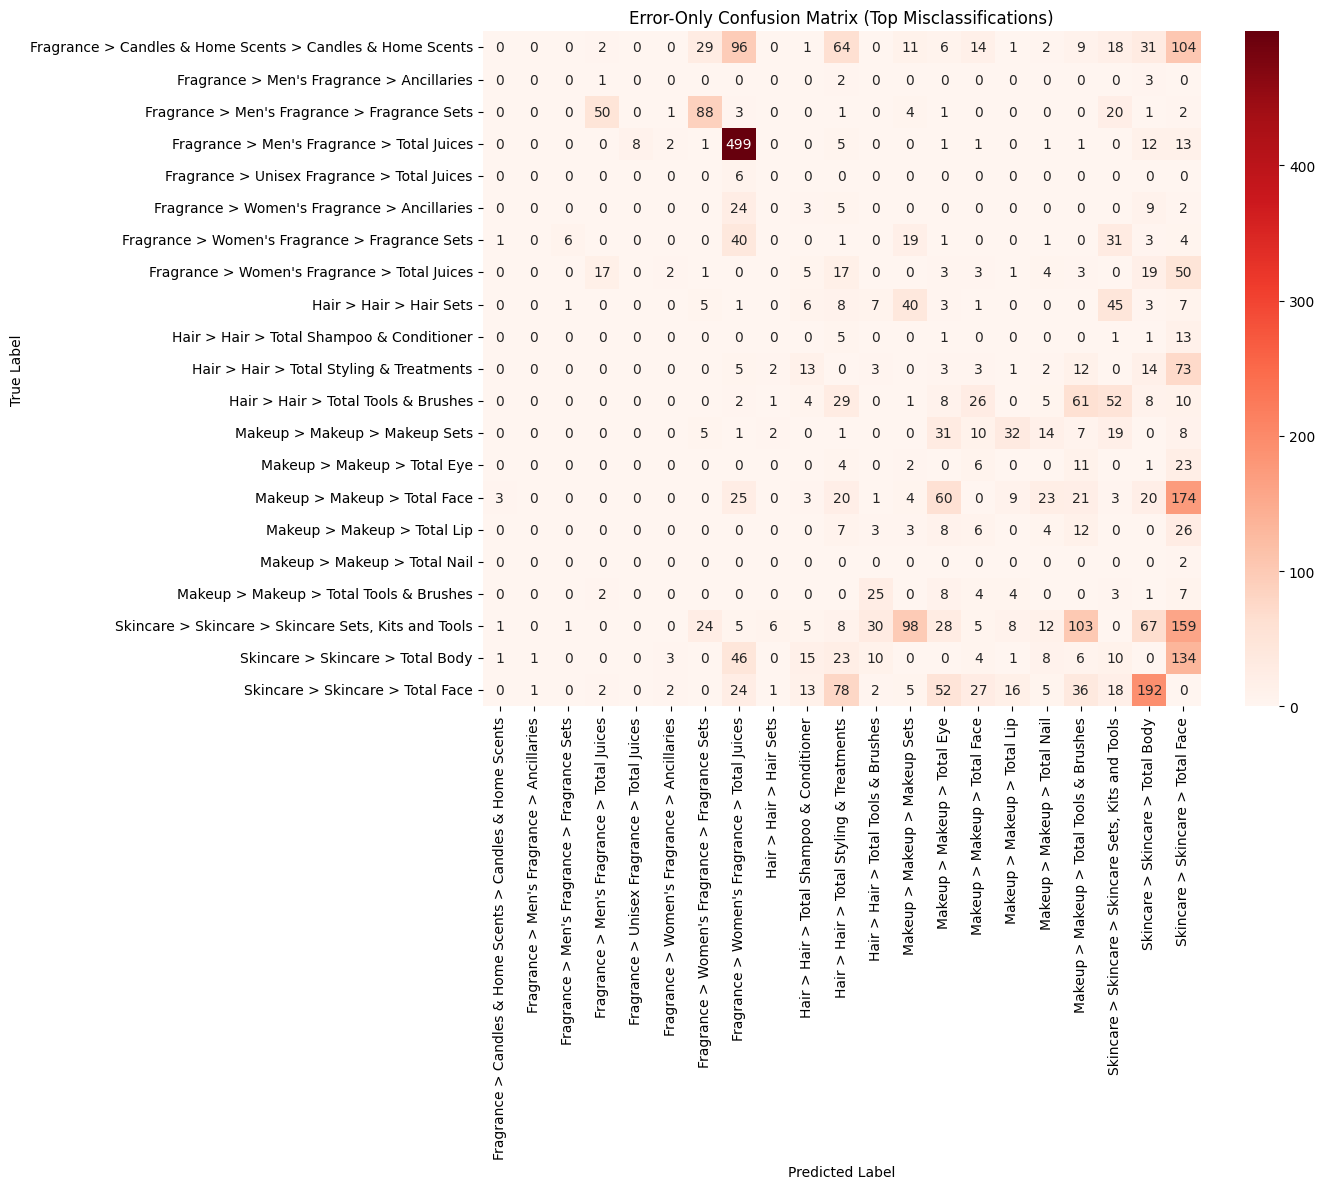 Error-Only Confusion Matrix (Top Misclassifications)
Fragrance > Candles & Home Scents > Candles & Home Scents 0 0 0 2 0 0 29 96 0 1 64 0 11 6 14 1 2 9 18 31 104
Fragrance > Men's Fragrance > Ancillaries 0 0 0 1 0 0 0 0 0 0 2 0 0 0 0 0 0 0 0 3 0
Fragrance > Men's Fragrance > Fragrance Sets 0 0 0 50 0 1 88 3 0 0 1 0 4 1 0 0 0 0 20 1 2
Fragrance > Men's Fragrance > Total Juices 0 0 0 0 8 2 1 499 0 0 5 0 0 1 1 0 1 1 0 12 13
Fragrance > Unisex Fragrance > Total Juices 0 0 0 0 0 0 0 6 0 0 0 0 0 0 0 0 0 0 0 0 0
Fragrance > Women's Fragrance > Ancillaries 0 0 0 0 0 0 0 24 0 3 5 0 0 0 0 0 0 0 0 9 2
Fragrance > Women's Fragrance > Fragrance Sets 1 0 6 0 0 0 0 40 0 0 1 0 19 1 0 0 1 0 31 3 4
Fragrance > Women's Fragrance > Total Juices 0 0 0 17 0 2 1 0 0 5 17 0 0 3 3 1 4 3 0 19 50
Hair > Hair > Hair Sets 0 0 1 0 0 0 5 1 0 6 8 7 40 3 1 0 0 0 45 3 7
Hair > Hair > Total Shampoo & Conditioner 0 0 0 0 0 0 0 0 0 0 5 0 0 1 0 0 0 0 1 1 13
Hair > Hair > Total Styling & Treatments 0 0 0 0 0 0 0 5 2 13 0 3 0 3 3 1 2 12 0 14 73
Hair > Hair > Total Tools & Brushes 0 0 0 0 0 0 0 2 1 4 29 0 1 8 26 0 5 61 52 8 10
Makeup > Makeup > Makeup Sets 0 0 0 0 0 0 5 1 2 0 1 0 0 31 10 32 14 7 19 0 8
Makeup > Makeup > Total Eye 0 0 0 0 0 0 0 0 0 0 4 0 2 0 6 0 0 11 0 1 23
Makeup > Makeup > Total Face 3 0 0 0 0 0 0 25 0 3 20 1 4 60 0 9 23 21 3 20 174
Makeup > Makeup > Total Lip 0 0 0 0 0 0 0 0 0 0 7 3 3 8 6 0 4 12 0 0 26
Makeup > Makeup > Total Nail 0 0 0 0 0 0 0 0 0 0 0 0 0 0 0 0 0 0 0 0 2
Makeup > Makeup > Total Tools & Brushes 0 0 0 2 0 0 0 0 0 0 0 25 0 8 4 4 0 0 3 1 7
Skincare > Skincare > Skincare Sets, Kits and Tools 1 0 1 0 0 0 24 5 6 5 8 30 98 28 5 8 12 103 0 67 159
Skincare > Skincare > Total Body 1 1 0 0 0 3 0 46 0 15 23 10 0 0 4 1 8 6 10 0 134
Skincare > Skincare > Total Face 0 1 0 2 0 2 0 24 1 13 78 2 5 52 27 16 5 36 18 192 0
True Label
Fragrance > Candles & Home Scents > Candles & Home Scents
Fragrance > Men's Fragrance > Ancillaries
Fragrance > Men's Fragrance > Fragrance Sets
Fragrance > Men's Fragrance > Total Juices
Fragrance > Unisex Fragrance > Total Juices
Fragrance > Women's Fragrance > Ancillaries
Fragrance > Women's Fragrance > Fragrance Sets
Fragrance > Women's Fragrance > Total Juices
Hair > Hair > Hair Sets
Hair > Hair > Total Shampoo & Conditioner
Hair > Hair > Total Styling & Treatments
Hair > Hair > Total Tools & Brushes
Makeup > Makeup > Makeup Sets
Makeup > Makeup > Total Eye
Makeup > Makeup > Total Face
Makeup > Makeup > Total Lip
Makeup > Makeup > Total Nail
Makeup > Makeup > Total Tools & Brushes
Skincare > Skincare > Skincare Sets, Kits and Tools
Skincare > Skincare > Total Body
Skincare > Skincare > Total Face
Predicted Label
400
300
200
100
0